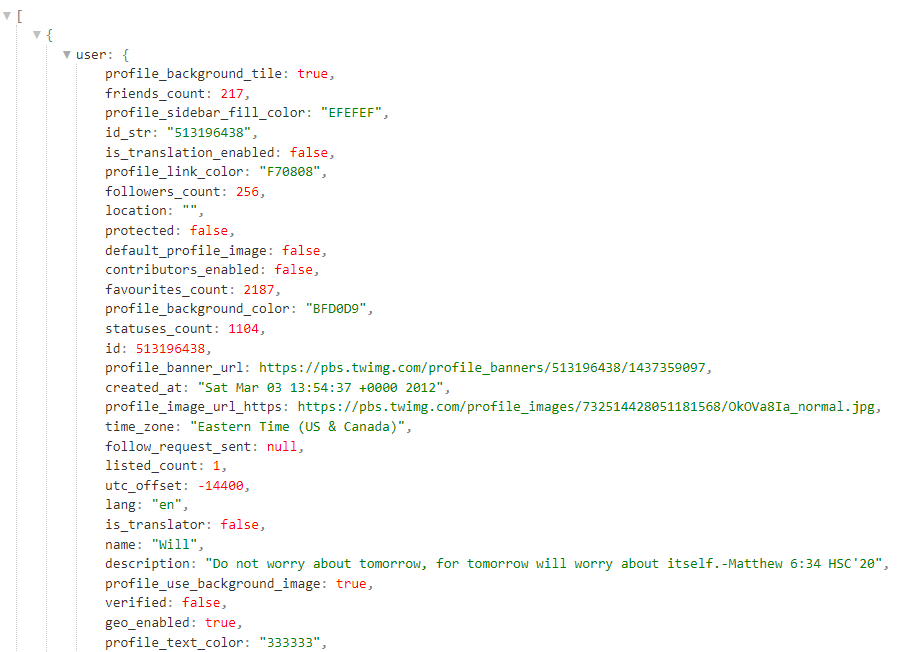 [
{
user: {
profile_background_tile: true,
friends_count: 217,
profile_sidebar_fill_color: "EFEFEF",
id_str: "513196438",
is_translation_enabled: false,
profile_link_color: "F70808",
followers_count: 256,
location: "",
protected: false,
default_profile_image: false,
contributors_enabled: false,
favourites_count: 2187,
profile_background_color: "BFD0D9",
statuses_count: 1104,
id: 513196438,
profile_banner_url: https://pbs.twimg.com/profile_banners/513196438/1437359097,
created_at: "Sat Mar 03 13:54:37 +0000 2012",
profile_image_url_https: https://pbs.twimg.com/profile_images/732514428051181568/OkOVa8Ia_normal.jpg,
time_zone: "Eastern Time (US & Canada)",
follow_request_sent: null,
listed_count: 1,
utc_offset: -14400,
lang: "en",
is_translator: false,
name: "Will",
description: "Do not worry about tomorrow, for tomorrow will worry about itself.-Matthew 6:34 HSC'20",
profile_use_background_image: true,
verified: false,
geo_enabled: true,
profile_text_color: "333333",